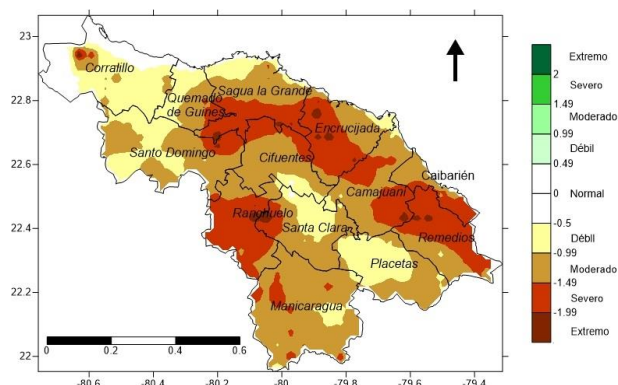 23
22.8
22.6
22.4
22.2
22
Corralillo
Sagua la Grande
Quemado
de Guines
Encrucijada
Santo Domingo
Cifuentes
Caibarién
Camajuaní
Ranchuelo
Santa Clara
Remedios
Placetas
Manicaragua
0 0.2 0.4 0.6
-80.6 -80.4 -80.2 -80 -79.8 -79.6 -79.4
Extremo
2
Severo
1.49
Moderado
0.99
Débil
0.49
0 Normal
-0.5
Débil
-0.99
Moderado
-1.49
Severo
-1.99
Extremo